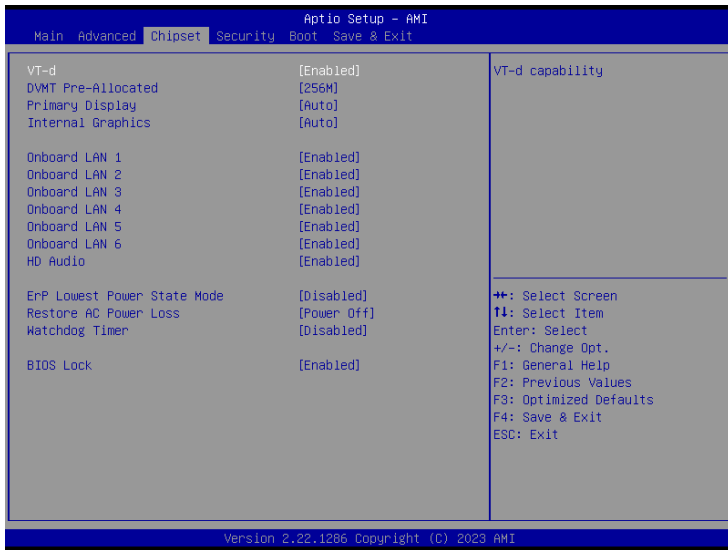 Aptio Setup – AMI
Main Advanced Chipset Security Boot Save & Exit
VT-d [Enabled]
DVMT Pre-Allocated [256M]
Primary Display [Auto]
Internal Graphics [Auto]
Onboard LAN 1 [Enabled]
Onboard LAN 2 [Enabled]
Onboard LAN 3 [Enabled]
Onboard LAN 4 [Enabled]
Onboard LAN 5 [Enabled]
Onboard LAN 6 [Enabled]
HD Audio [Enabled]
ErP Lowest Power State Mode [Disabled]
Restore AC Power Loss [Power Off]
Watchdog Timer [Disabled]
BIOS Lock [Enabled]
VT-d capability
→←: Select Screen
↑↓: Select Item
Enter: Select
+/-: Change Opt.
F1: General Help
F2: Previous Values
F3: Optimized Defaults
F4: Save & Exit
ESC: Exit
Version 2.22.1286 Copyright (C) 2023 AMI